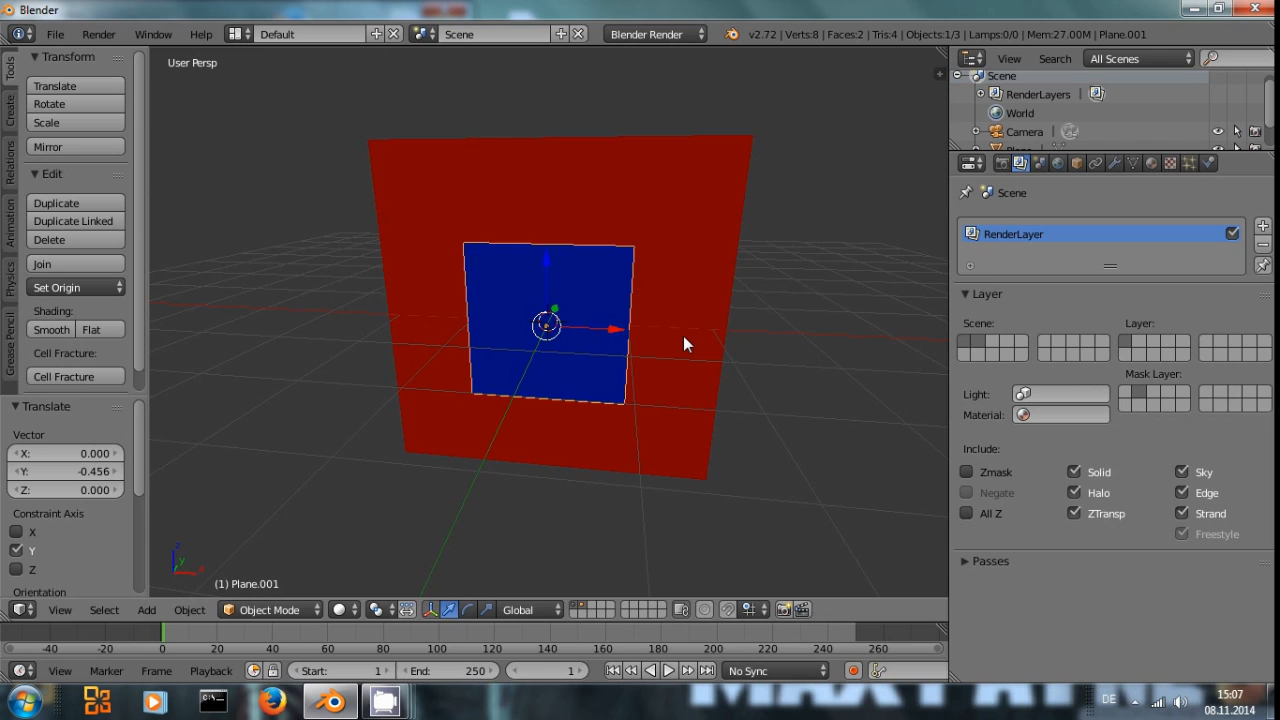 Blender
File Render Window Help Default Scene Blender Render v2.72 | Verts:8 | Faces:2 | Tris:4 | Objects:1/3 | Lamps:0/0 | Mem:27.00M | Plane.001
Tools
Create
Relations
Animation
Physics
Grease Pencil
Transform
Translate
Rotate
Scale
Mirror
Edit
Duplicate
Duplicate Linked
Delete
Join
Set Origin
Shading:
Smooth Flat
Cell Fracture:
Cell Fracture
Translate
Vector
X: 0.000
Y: -0.456
Z: 0.000
Constraint Axis
X
Y
Z
Orientation
User Persp
z
y
x
(1) Plane.001
View Select Add Object Object Mode Global
View Search All Scenes
Scene
RenderLayers
World
Camera
Scene
RenderLayer
Layer
Scene: Layer:
Mask Layer:
Light:
Material:
Include:
Zmask Solid Sky
Negate Halo Edge
All Z ZTransp Strand
Freestyle
Passes
-40 -20 0 20 40 60 80 100 120 140 160 180 200 220 240 260
View Marker Frame Playback Start: 1 End: 250 1 No Sync
DE 15:07
08.11.2014